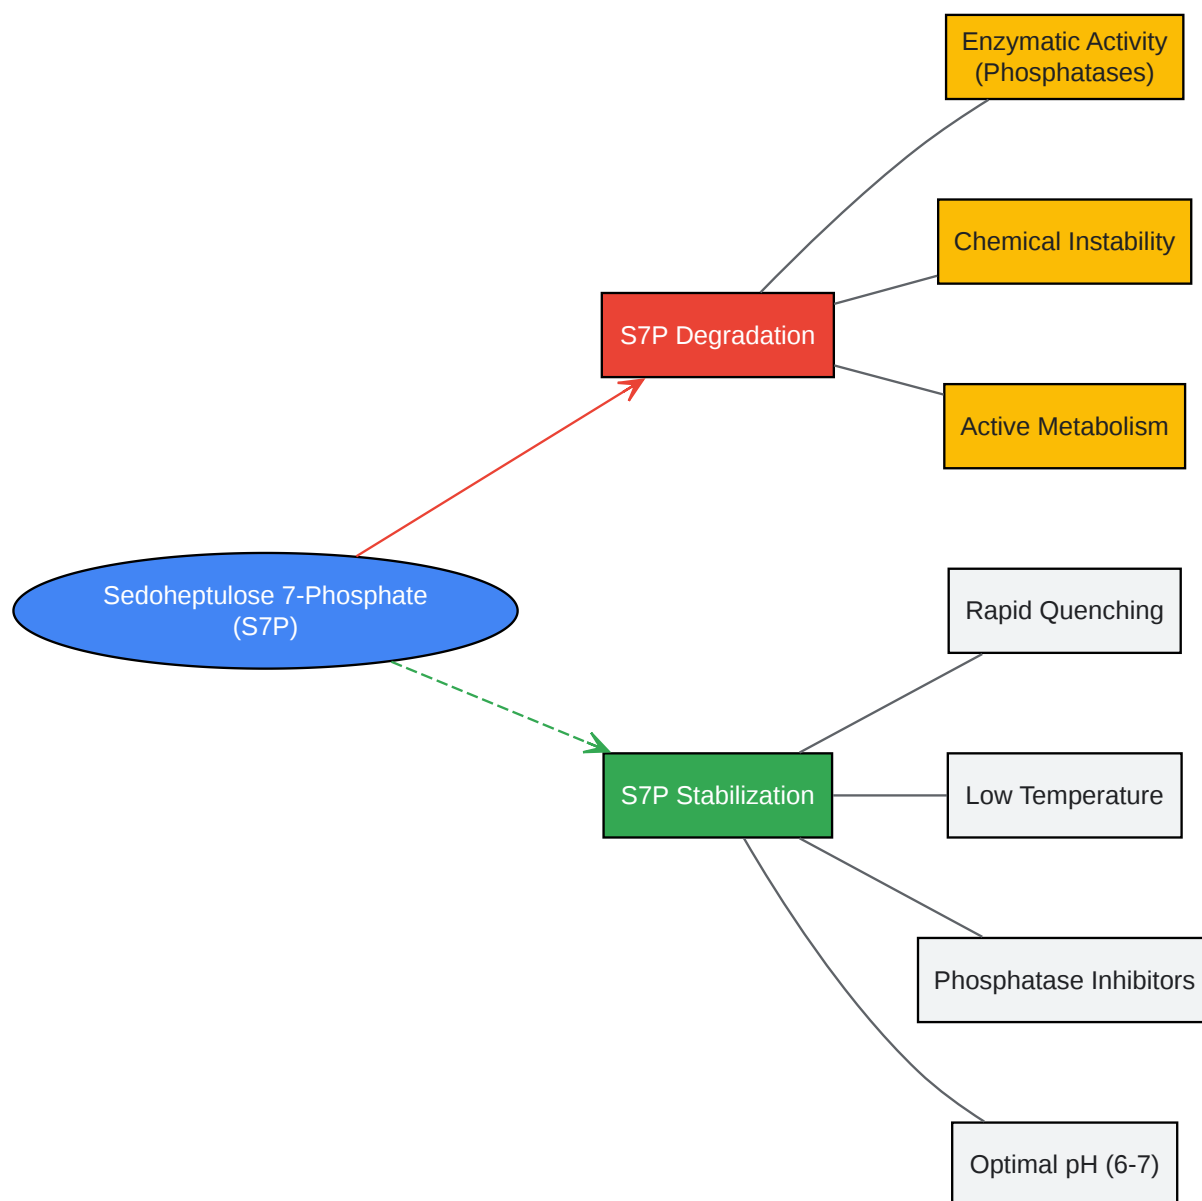 Enzymatic Activity
(Phosphatases)
Chemical Instability
S7P Degradation
Active Metabolism
Sedoheptulose 7-Phosphate
(S7P)
Rapid Quenching
S7P Stabilization
Low Temperature
Phosphatase Inhibitors
Optimal pH (6-7)